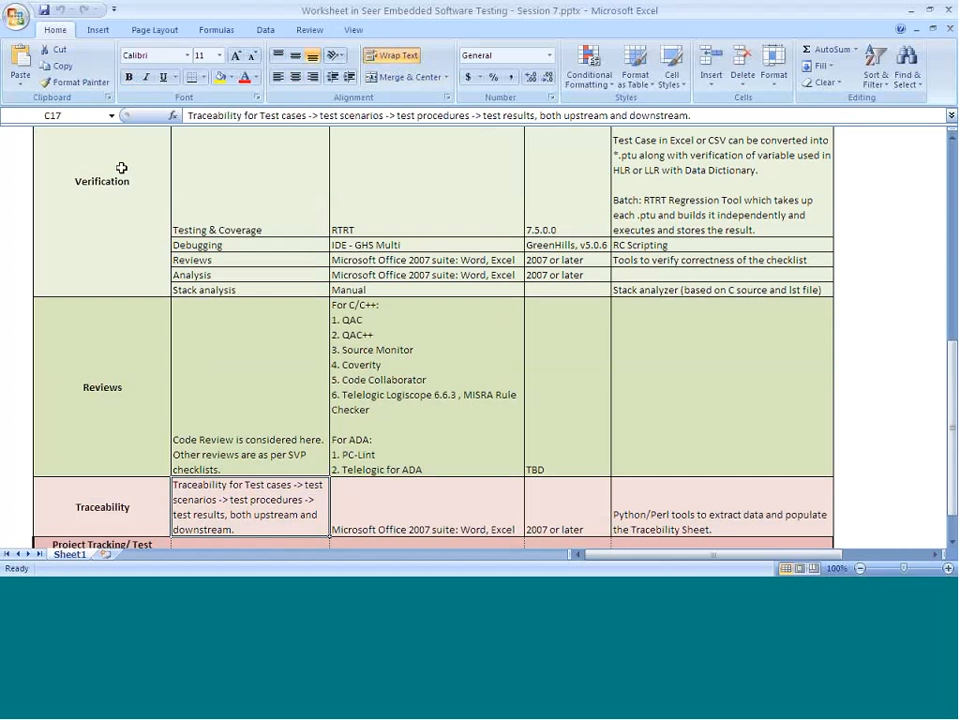 Worksheet in Seer Embedded Software Testing - Session 7.pptx - Microsoft Excel
Home Insert Page Layout Formulas Data Review View
Paste
Cut
Copy
Format Painter
Clipboard
Calibri 11
B I U
Font
Wrap Text
Merge & Center
Alignment
General
$ % ,
Number
Conditional Formatting
Format as Table
Cell Styles
Styles
Insert Delete Format
Cells
AutoSum
Fill
Clear
Sort & Filter
Find & Select
Editing
C17 fx Traceability for Test cases -> test scenarios -> test procedures -> test results, both upstream and downstream.
Verification
Test Case in Excel or CSV can be converted into
*.ptu along with verification of variable used in
HLR or LLR with Data Dictionary.
Batch: RTRT Regression Tool which takes up
each .ptu and builds it independently and
executes and stores the result.
Testing & Coverage RTRT 7.5.0.0
Debugging IDE - GHS Multi GreenHills, v5.0.6 RC Scripting
Reviews Microsoft Office 2007 suite: Word, Excel 2007 or later Tools to verify correctness of the checklist
Analysis Microsoft Office 2007 suite: Word, Excel 2007 or later
Stack analysis Manual Stack analyzer (based on C source and lst file)
Reviews
Code Review is considered here.
Other reviews are as per SVP
checklists.
For C/C++:
1. QAC
2. QAC++
3. Source Monitor
4. Coverity
5. Code Collaborator
6. Telelogic Logiscope 6.6.3 , MISRA Rule
Checker
For ADA:
1. PC-Lint
2. Telelogic for ADA
TBD
Traceability
Traceability for Test cases -> test
scenarios -> test procedures ->
test results, both upstream and
downstream.
Microsoft Office 2007 suite: Word, Excel
2007 or later
Python/Perl tools to extract data and populate
the Tracebility Sheet.
Project Tracking/ Test
Sheet1
Ready
100%